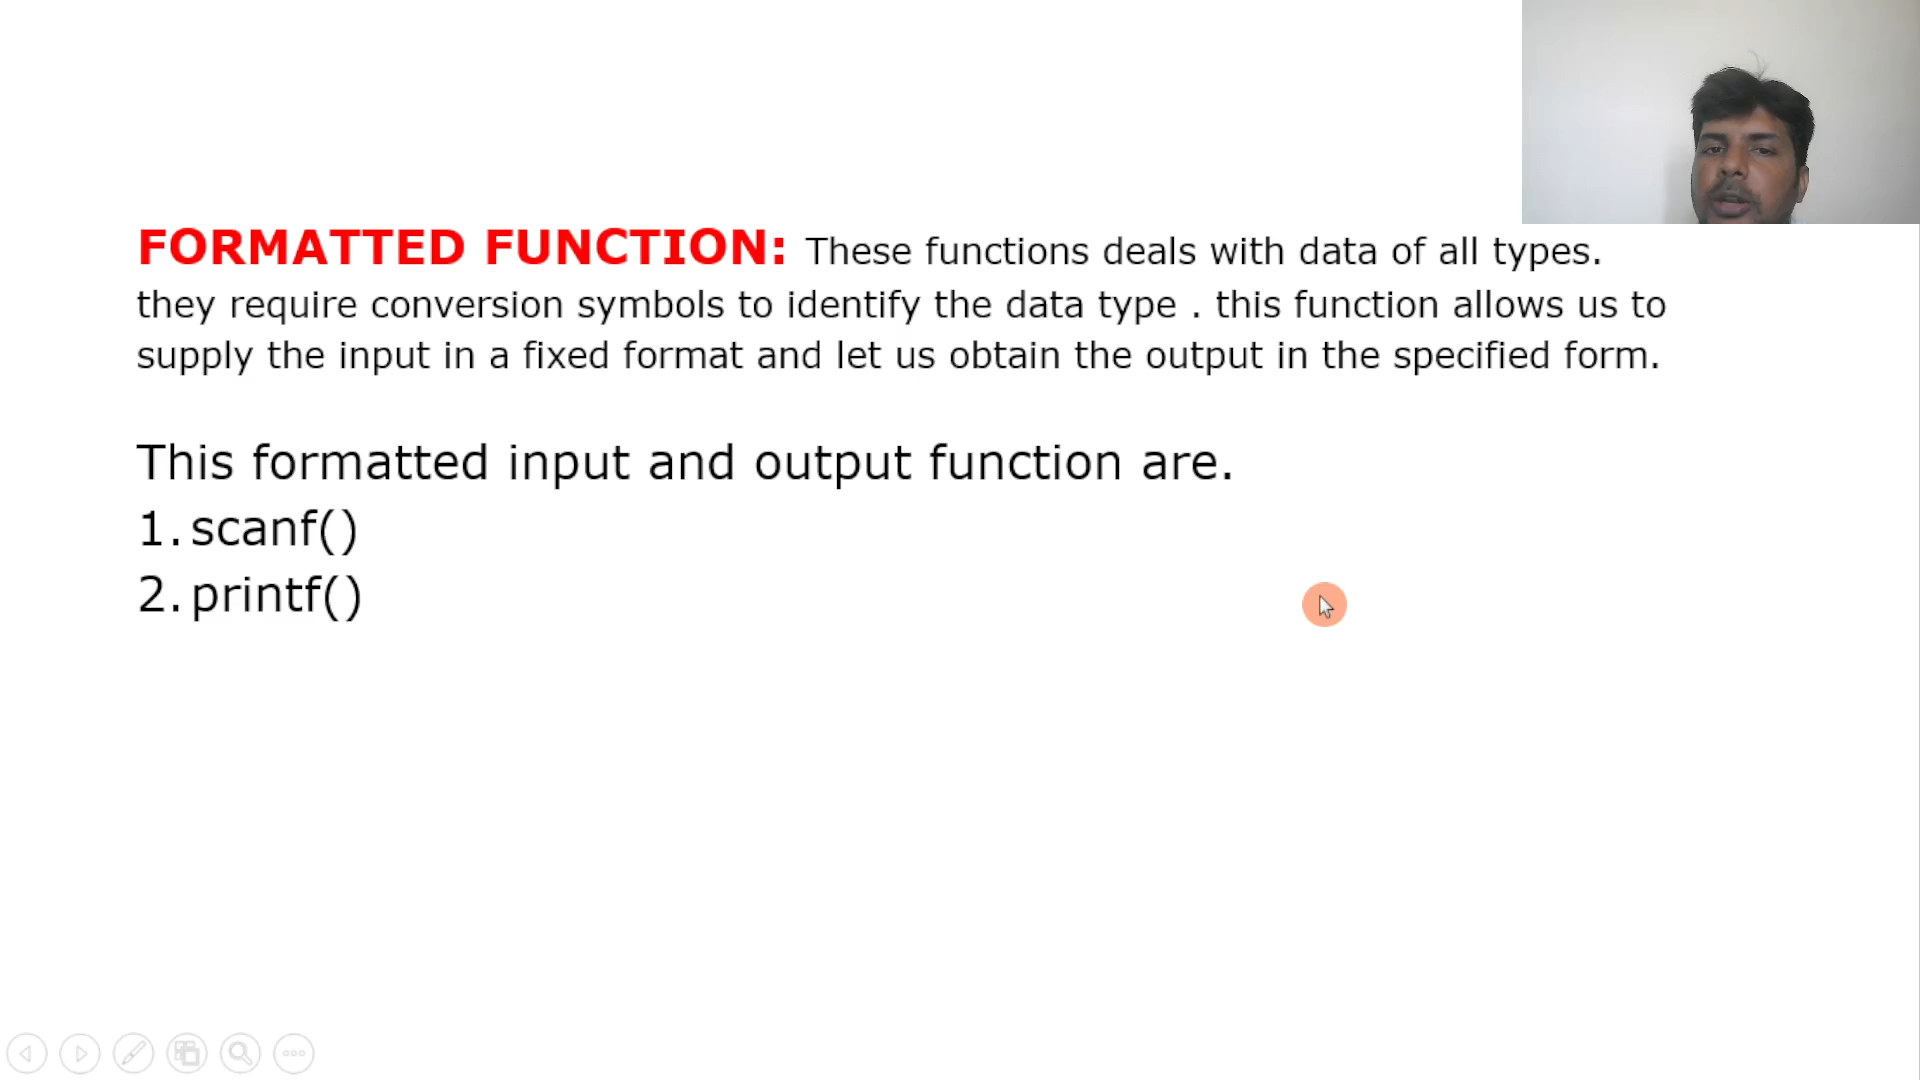 FORMATTED FUNCTION: These functions deals with data of all types.
they require conversion symbols to identify the data type . this function allows us to
supply the input in a fixed format and let us obtain the output in the specified form.
This formatted input and output function are.
1. scanf()
2. printf()